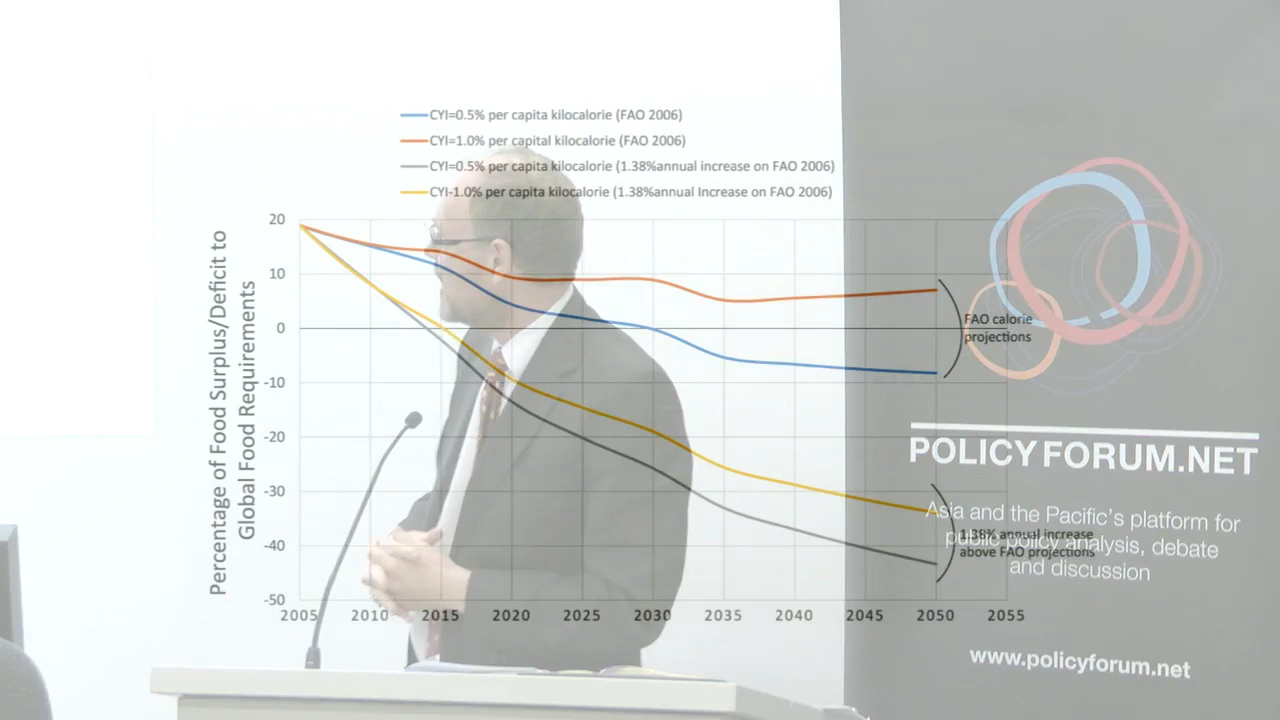 CYI=0.5% per capita kilocalorie (FAO 2006)
CYI=1.0% per capital kilocalorie (FAO 2006)
CYI=0.5% per capita kilocalorie (1.38%annual increase on FAO 2006)
CYI-1.0% per capita kilocalorie (1.38%annual Increase on FAO 2006)
Percentage of Food Surplus/Deficit to
Global Food Requirements
20
10
0
-10
-20
-30
-40
-50
2005 2010 2015 2020 2025 2030 2035 2040 2045 2050 2055
FAO calorie
projections
1.38% annual increase
above FAO projections
POLICYFORUM.NET
Asia and the Pacific's platform for
public policy analysis, debate
and discussion
www.policyforum.net